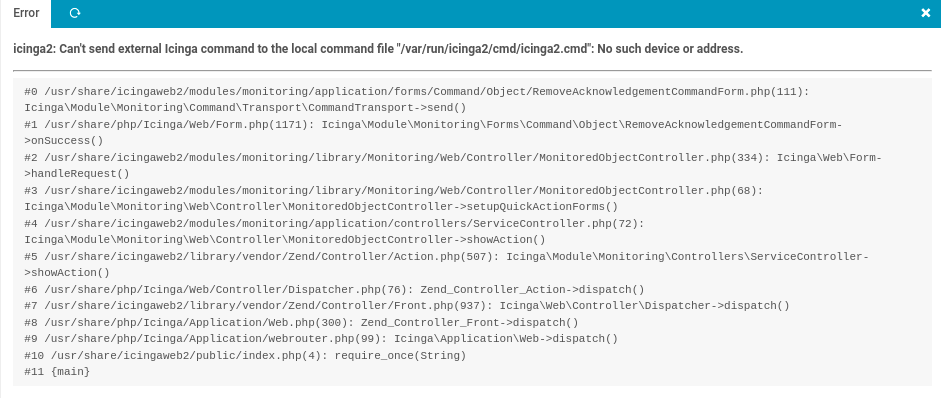 Error
icinga2: Can't send external Icinga command to the local command file "/var/run/icinga2/cmd/icinga2.cmd": No such device or address.
#0 /usr/share/icingaweb2/modules/monitoring/application/forms/Command/Object/RemoveAcknowledgementCommandForm.php(111):
Icinga\Module\Monitoring\Command\Transport\CommandTransport->send()
#1 /usr/share/php/Icinga/Web/Form.php(1171): Icinga\Module\Monitoring\Forms\Command\Object\RemoveAcknowledgementCommandForm-
>onSuccess()
#2 /usr/share/icingaweb2/modules/monitoring/library/Monitoring/Web/Controller/MonitoredObjectController.php(334): Icinga\Web\Form-
>handleRequest()
#3 /usr/share/icingaweb2/modules/monitoring/library/Monitoring/Web/Controller/MonitoredObjectController.php(68):
Icinga\Module\Monitoring\Web\Controller\MonitoredObjectController->setupQuickActionForms()
#4 /usr/share/icingaweb2/modules/monitoring/application/controllers/ServiceController.php(72):
Icinga\Module\Monitoring\Web\Controller\MonitoredObjectController->showAction()
#5 /usr/share/icingaweb2/library/vendor/Zend/Controller/Action.php(507): Icinga\Module\Monitoring\Controllers\ServiceController-
>showAction()
#6 /usr/share/php/Icinga/Web/Controller/Dispatcher.php(76): Zend_Controller_Action->dispatch()
#7 /usr/share/icingaweb2/library/vendor/Zend/Controller/Front.php(937): Icinga\Web\Controller\Dispatcher->dispatch()
#8 /usr/share/php/Icinga/Application/Web.php(300): Zend_Controller_Front->dispatch()
#9 /usr/share/php/Icinga/Application/webrouter.php(99): Icinga\Application\Web->dispatch()
#10 /usr/share/icingaweb2/public/index.php(4): require_once(String)
#11 {main}